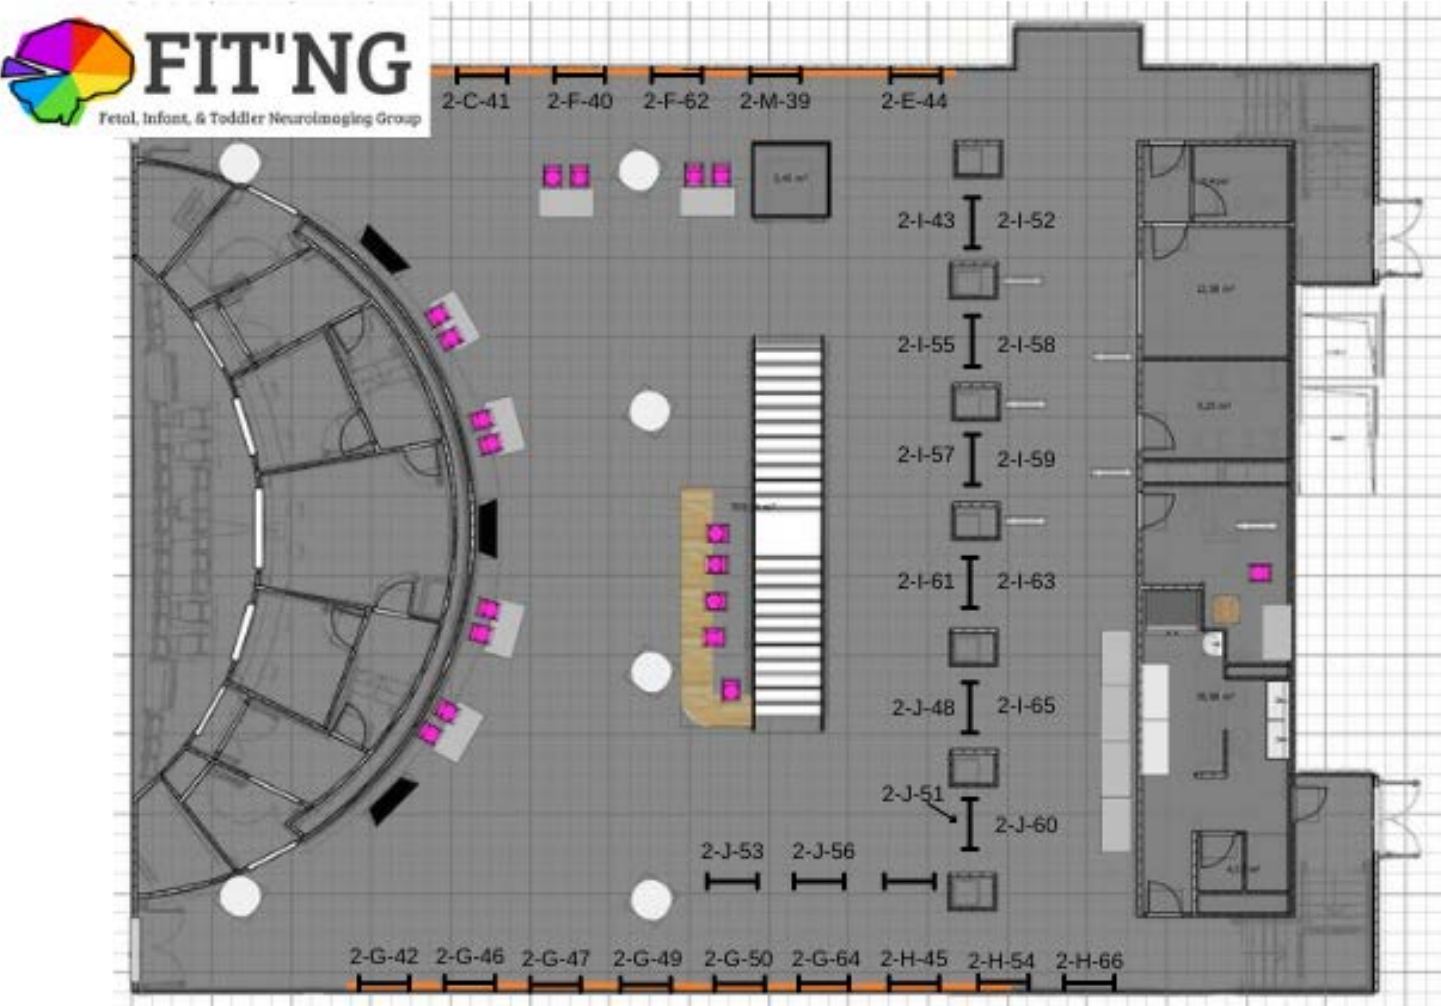 FIT'NG
Fetal, Infant, & Toddler Neuroimaging Group
2-C-41 2-F-40 2-F-62 2-M-39 2-E-44
2-I-43 2-I-52
2-I-55 2-I-58
2-I-57 2-I-59
2-I-61 2-I-63
2-J-48 2-I-65
2-J-51
2-J-60
2-J-53 2-J-56
2-G-42 2-G-46 2-G-47 2-G-49 2-G-50 2-G-64 2-H-45 2-H-54 2-H-66